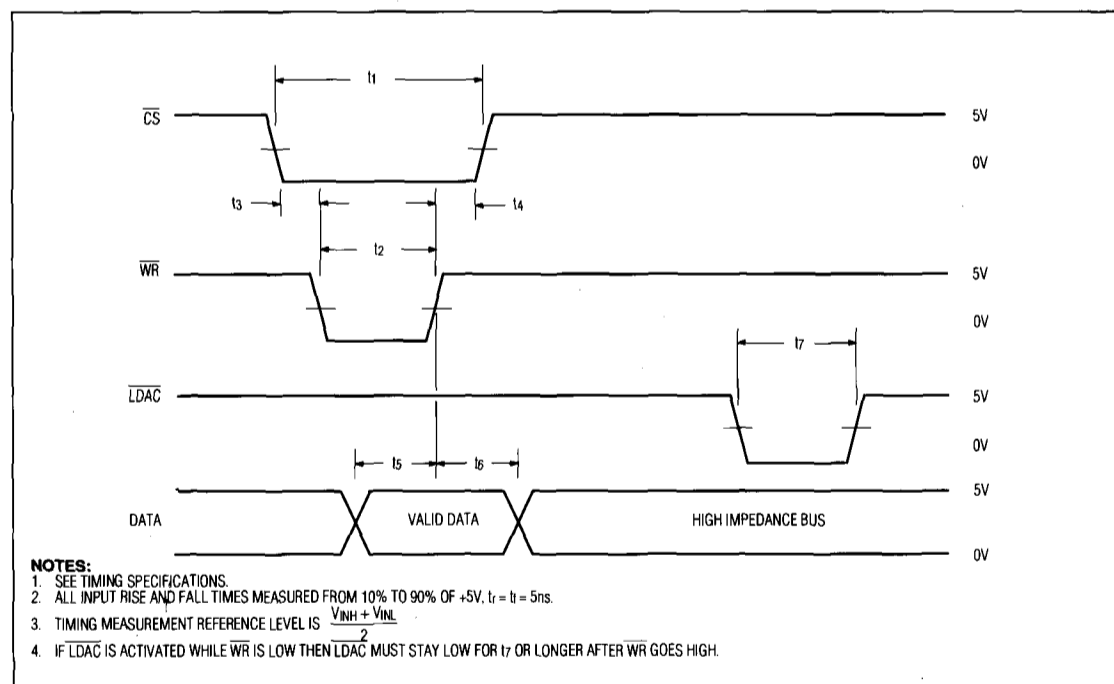 t1
CS 5V
0V
t3 t4
t2
WR 5V
0V
t7
LDAC 5V
0V
t5 t6
5V
DATA VALID DATA HIGH IMPEDANCE BUS
0V
NOTES:
1. SEE TIMING SPECIFICATIONS.
2. ALL INPUT RISE AND FALL TIMES MEASURED FROM 10% TO 90% OF +5V, tr = tf = 5ns.
3. TIMING MEASUREMENT REFERENCE LEVEL IS (VINH + VINL) / 2
4. IF LDAC IS ACTIVATED WHILE WR IS LOW THEN LDAC MUST STAY LOW FOR t7 OR LONGER AFTER WR GOES HIGH.